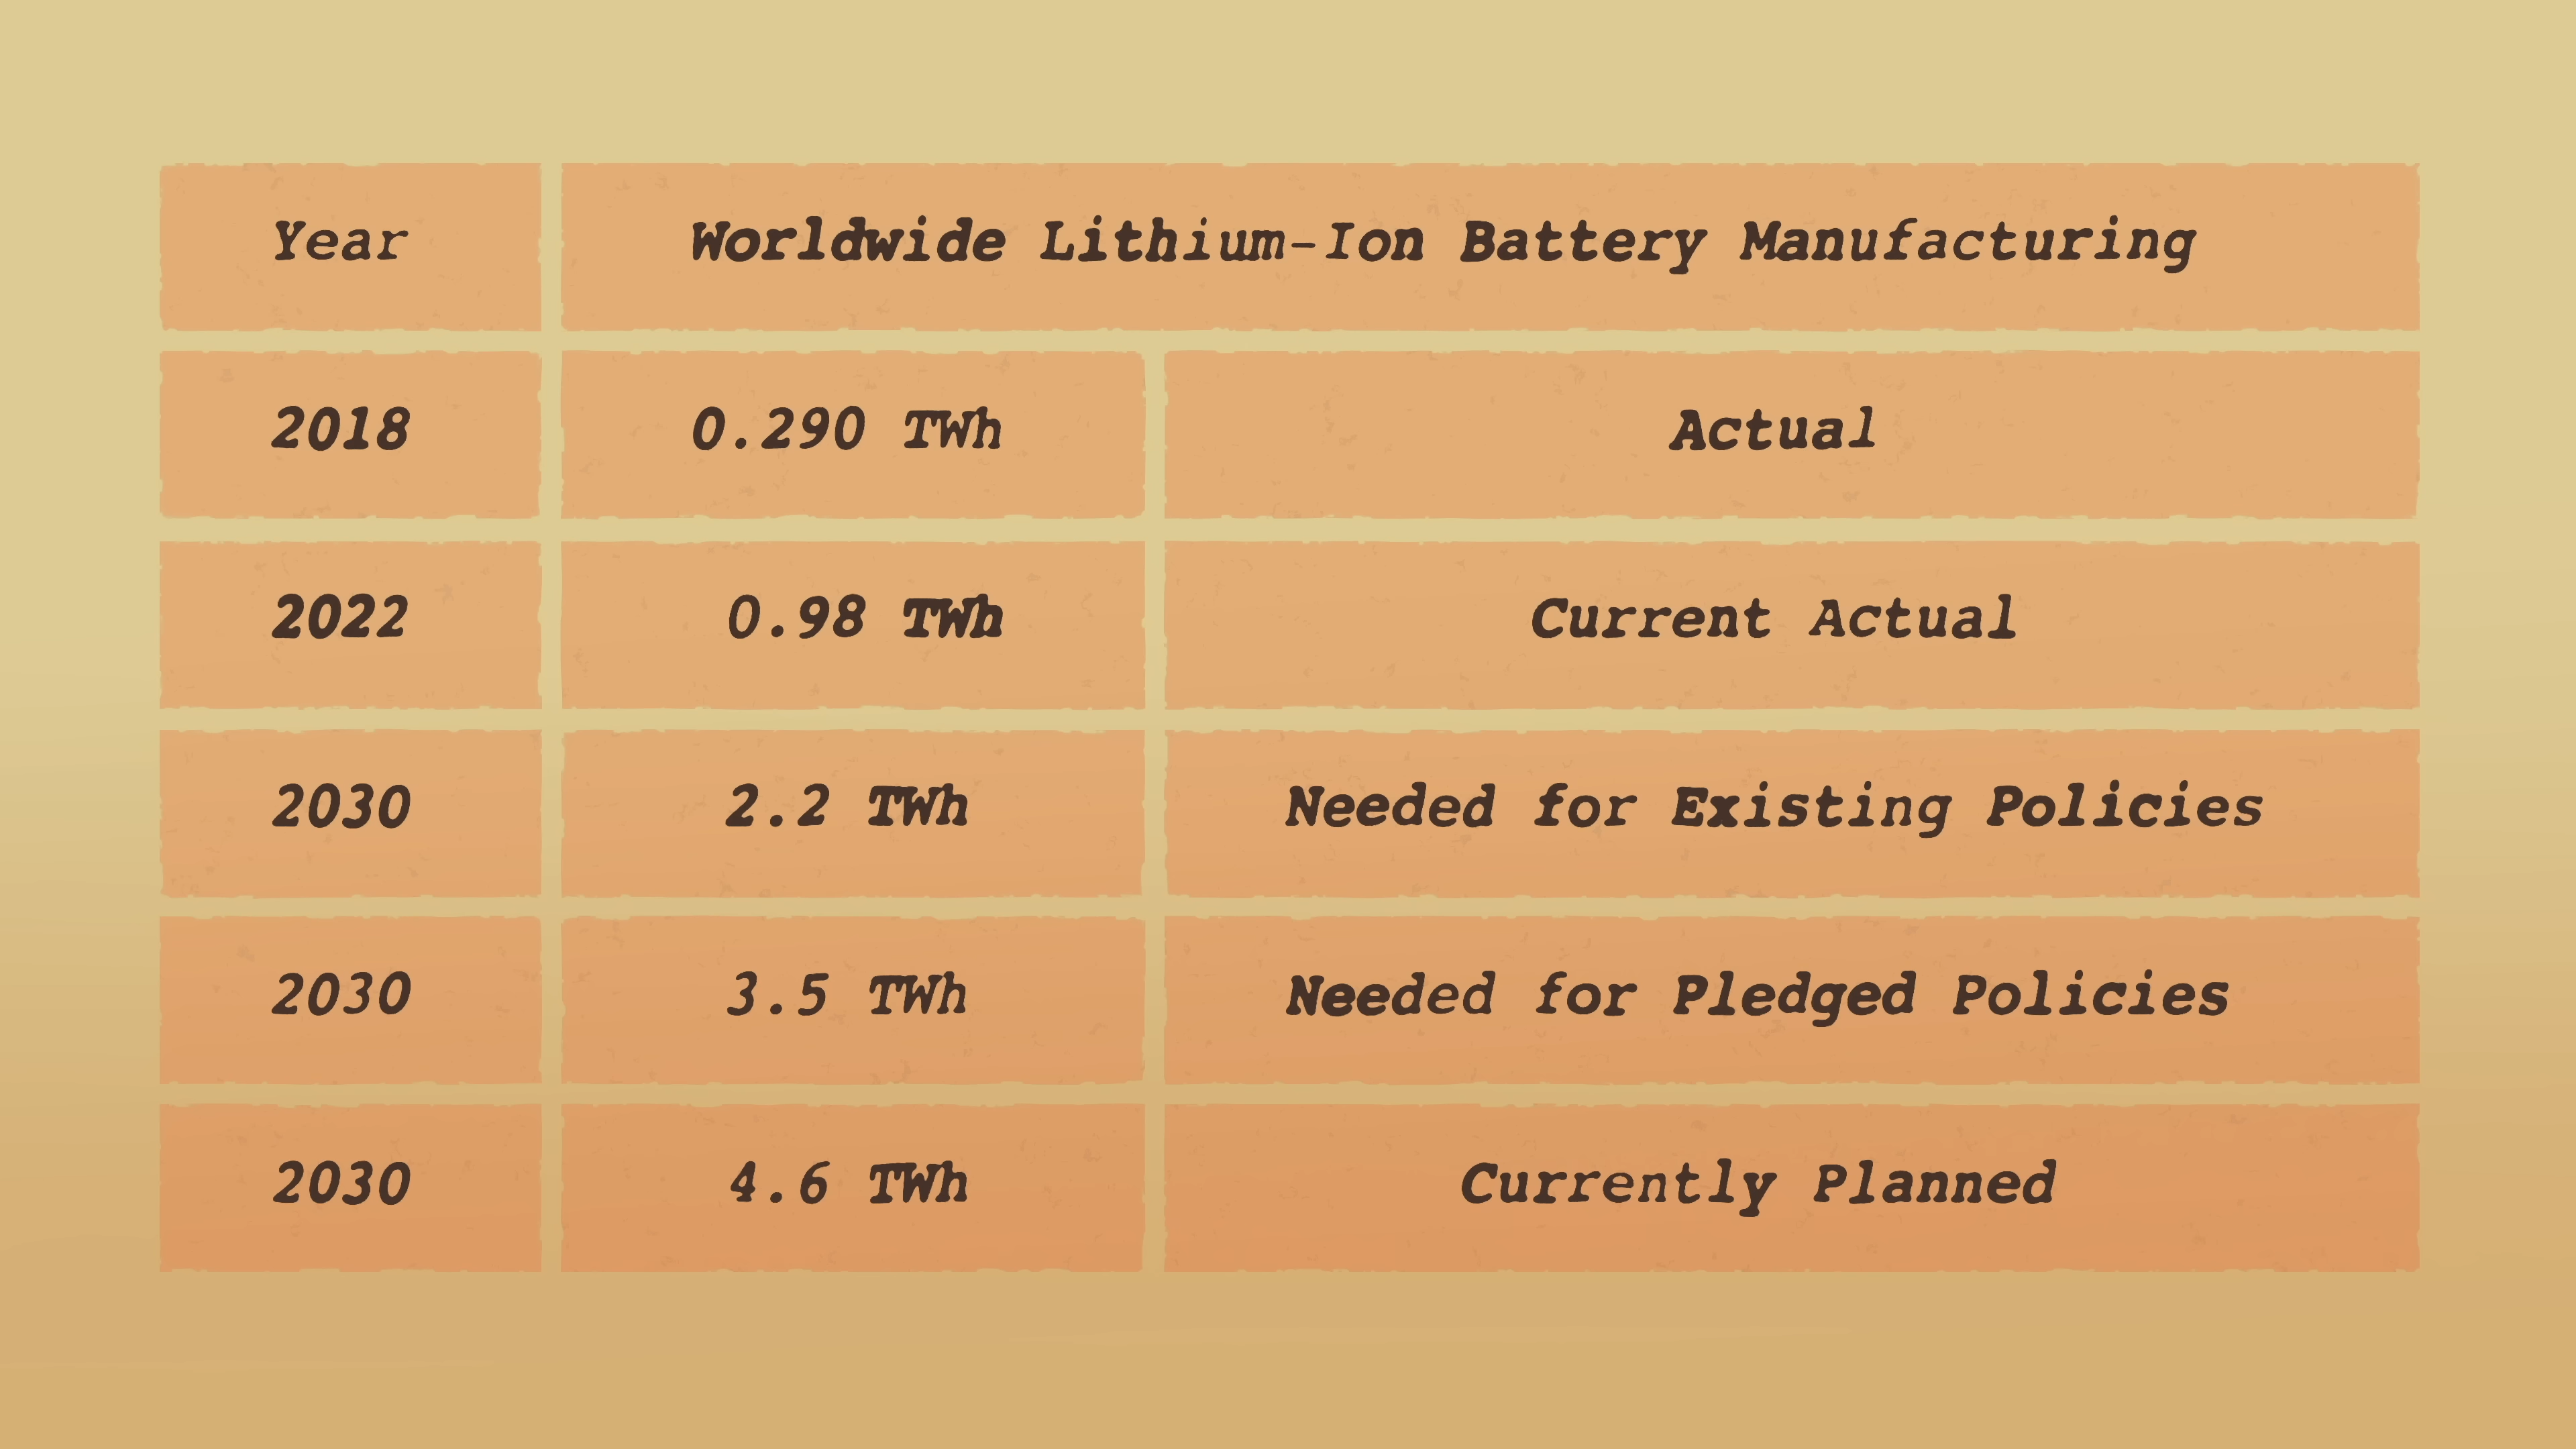 Year Worldwide Lithium-Ion Battery Manufacturing
2018 0.290 TWh Actual
2022 0.98 TWh Current Actual
2030 2.2 TWh Needed for Existing Policies
2030 3.5 TWh Needed for Pledged Policies
2030 4.6 TWh Currently Planned